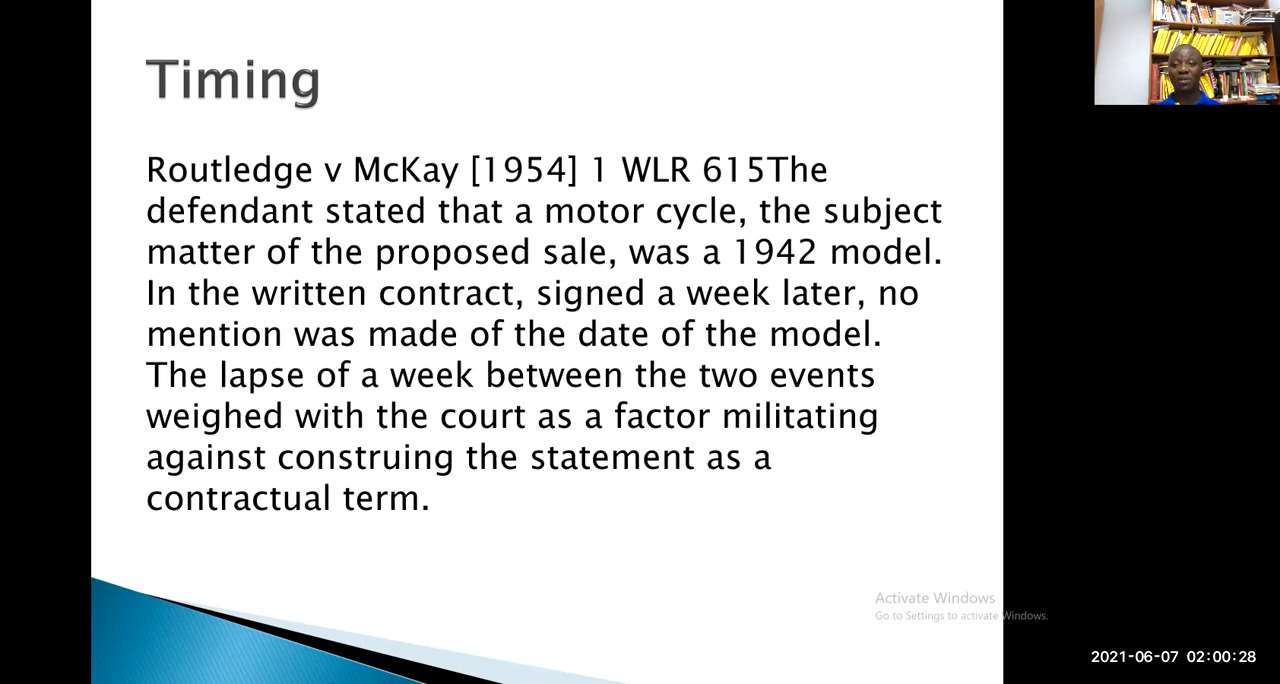 Timing
Routledge v McKay [1954] 1 WLR 615The
defendant stated that a motor cycle, the subject
matter of the proposed sale, was a 1942 model.
In the written contract, signed a week later, no
mention was made of the date of the model.
The lapse of a week between the two events
weighed with the court as a factor militating
against construing the statement as a
contractual term.
Activate Windows
Go to Settings to activate Windows.
2021-06-07 02:00:28